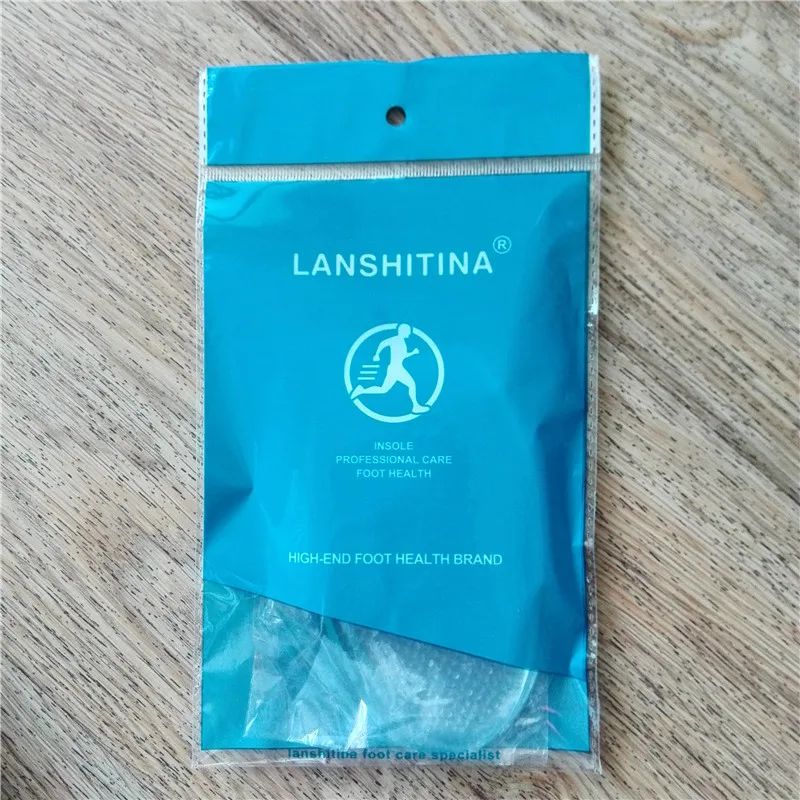 LANSHITINA®
INSOLE
PROFESSIONAL CARE
FOOT HEALTH
HIGH-END FOOT HEALTH BRAND
lanshitina foot care specialist